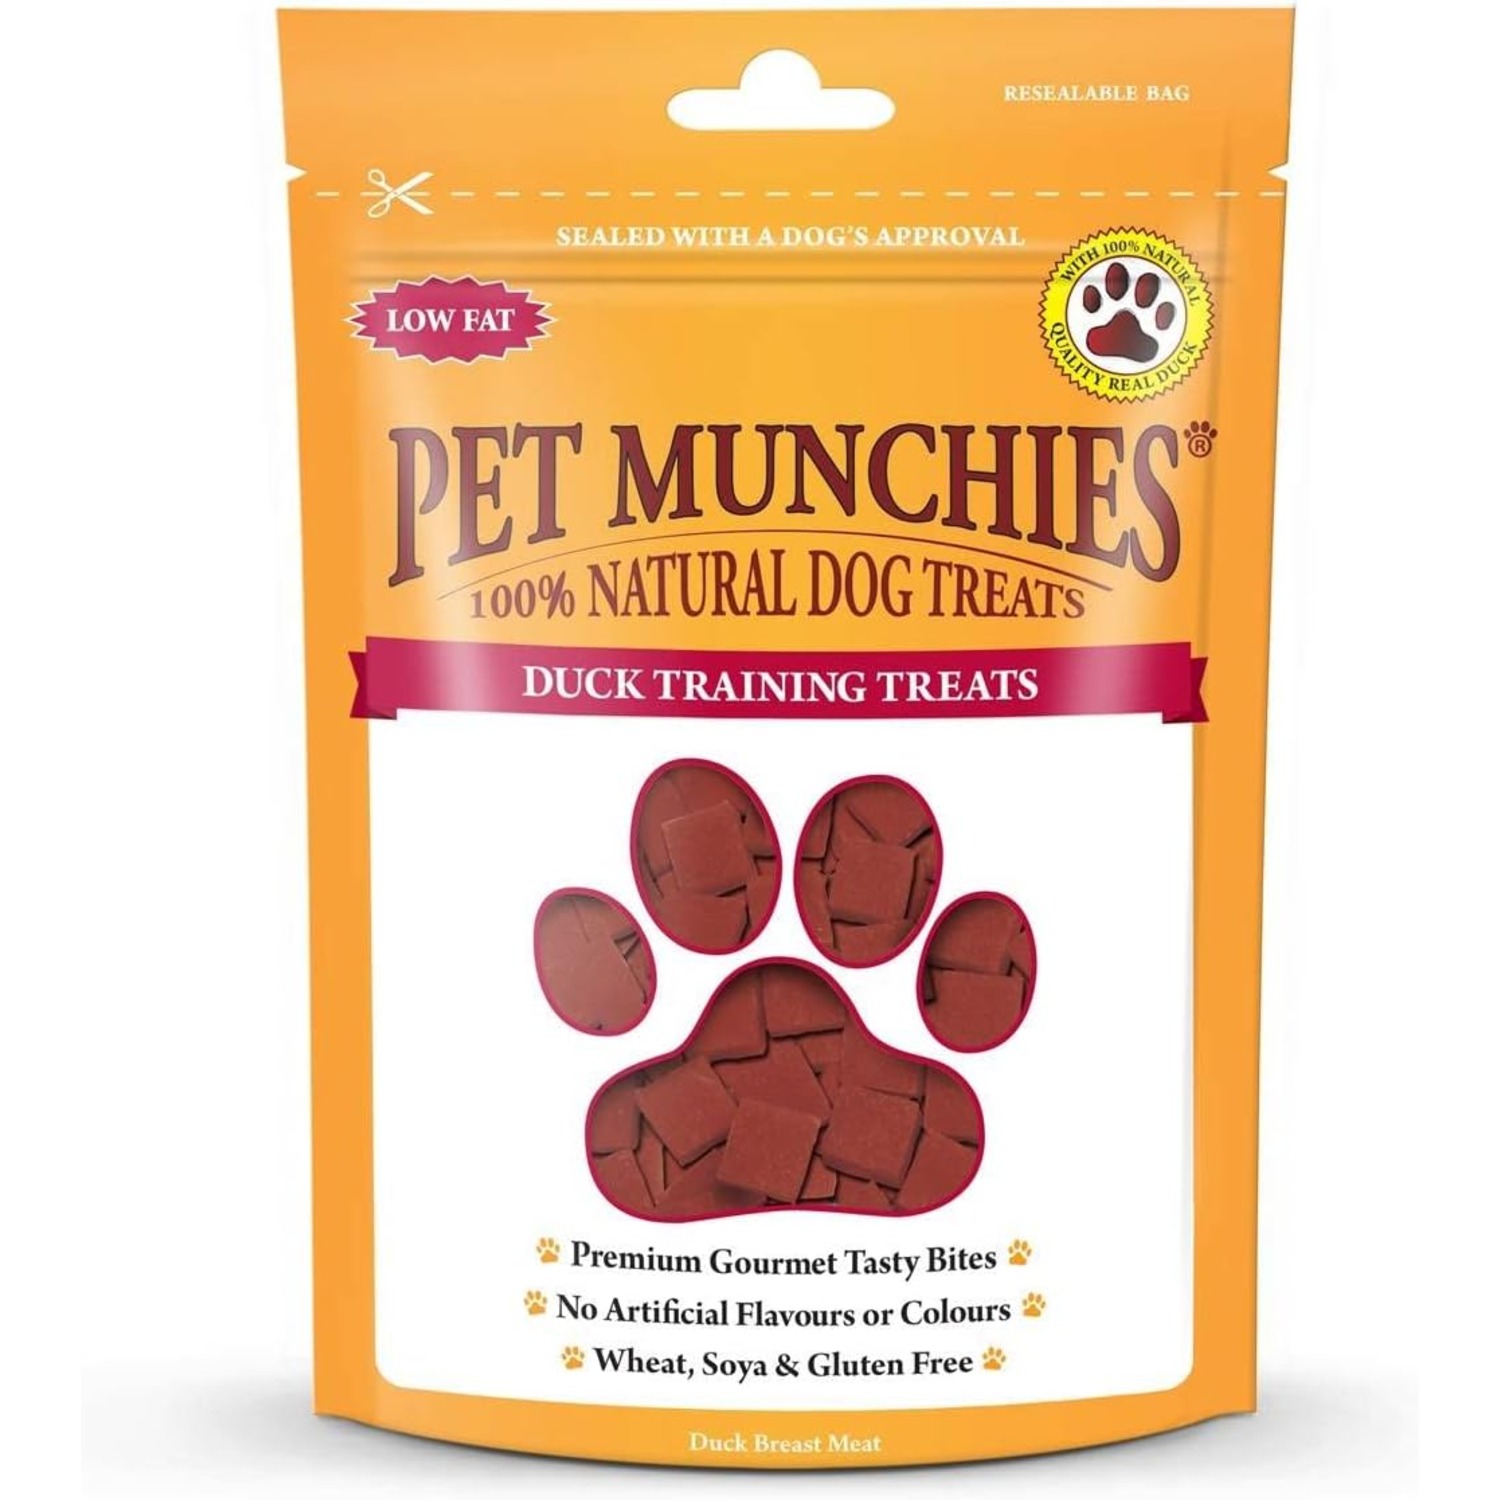 RESEALABLE BAG
SEALED WITH A DOG'S APPROVAL
LOW FAT
WITH 100% NATURAL
QUALITY REAL DUCK
PET MUNCHIES®
100% NATURAL DOG TREATS
DUCK TRAINING TREATS
Premium Gourmet Tasty Bites
No Artificial Flavours or Colours
Wheat, Soya & Gluten Free
Duck Breast Meat